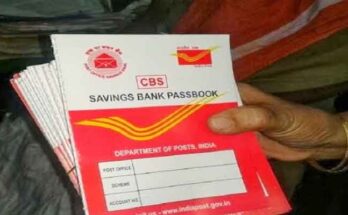 CBS
SAVINGS BANK PASSBOOK
DEPARTMENT OF POSTS, INDIA
POST OFFICE
SCHEME
ACCOUNT NO.
www.indiapost.gov.in